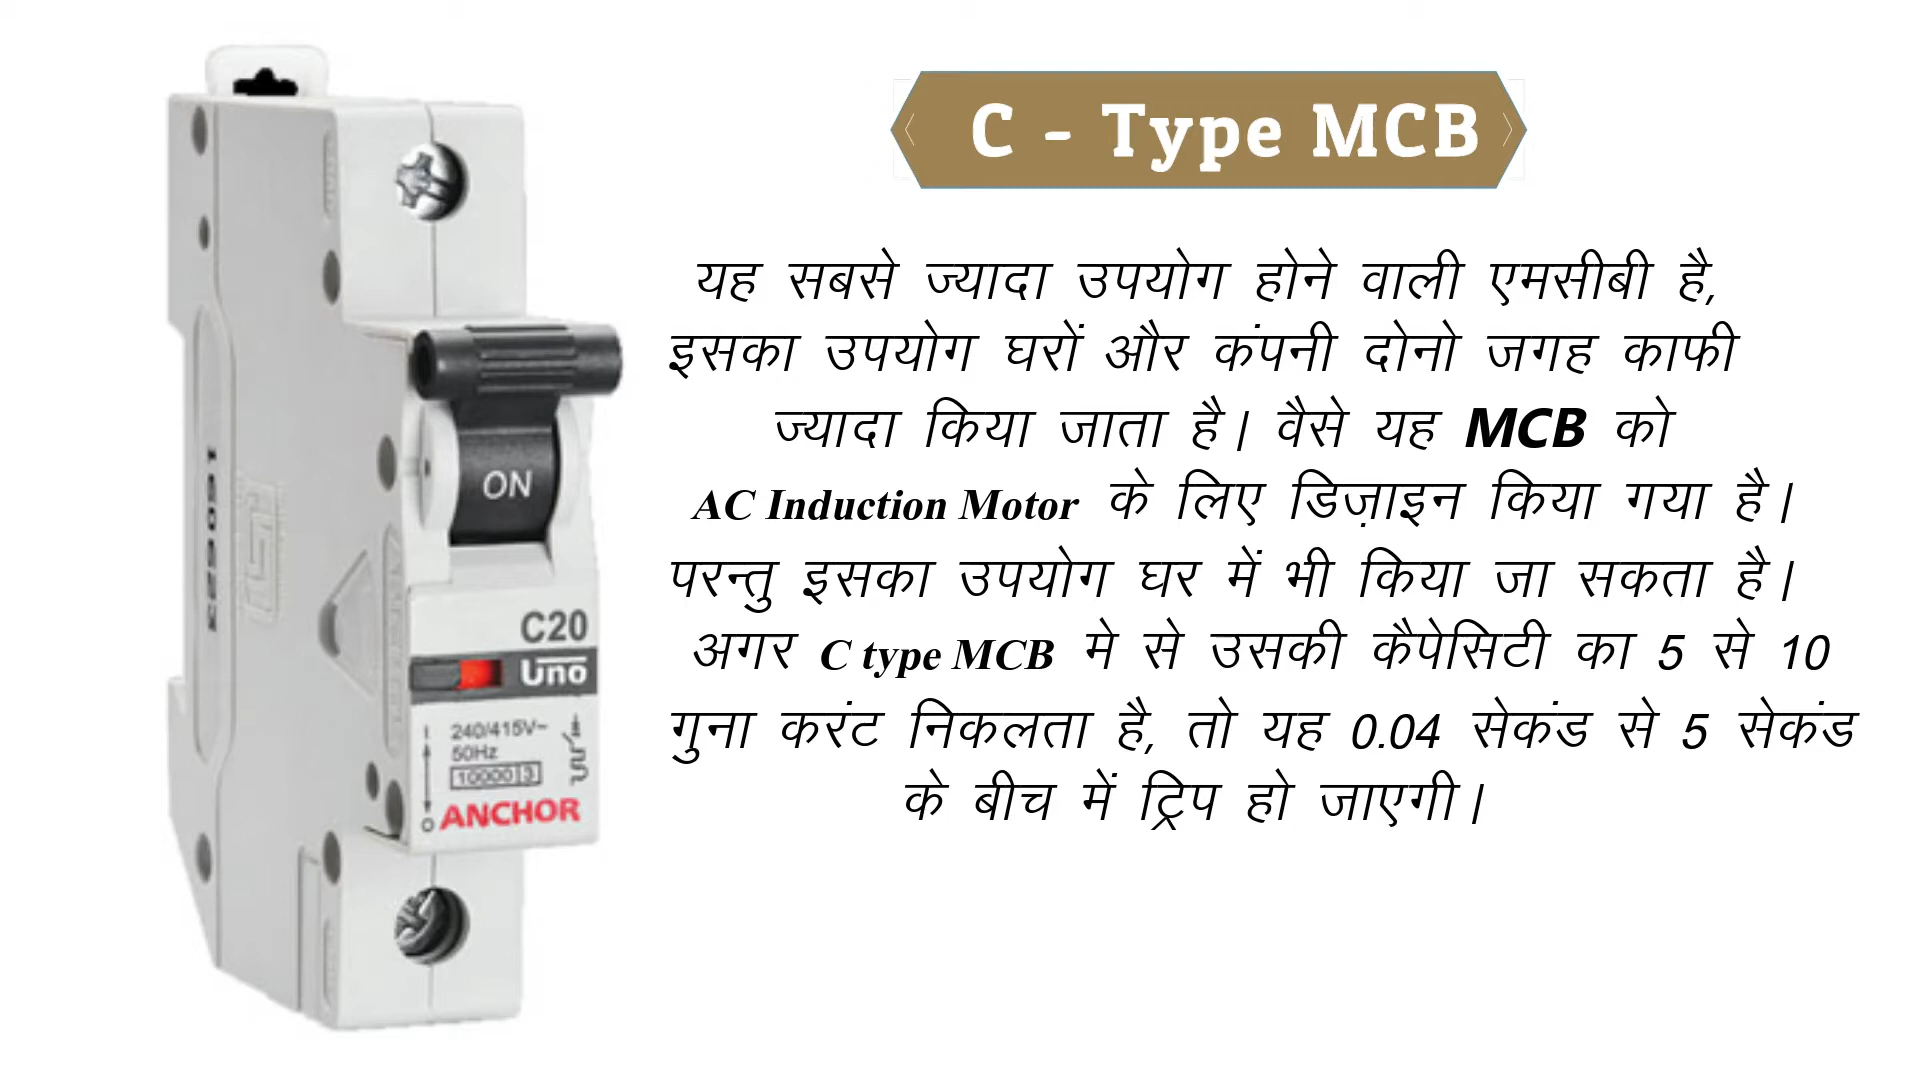 C - Type MCB
यह सबसे ज्यादा उपयोग होने वाली एमसीबी है,
इसका उपयोग घरों और कंपनी दोनो जगह काफी
ज्यादा किया जाता है। वैसे यह MCB को
AC Induction Motor के लिए डिज़ाइन किया गया है।
परन्तु इसका उपयोग घर में भी किया जा सकता है।
अगर C type MCB मे से उसकी कैपेसिटी का 5 से 10
गुना करंट निकलता है, तो यह 0.04 सेकंड से 5 सेकंड
के बीच में ट्रिप हो जाएगी।
ON
C20
Uno
240/415V~
50Hz
10000 3
ANCHOR